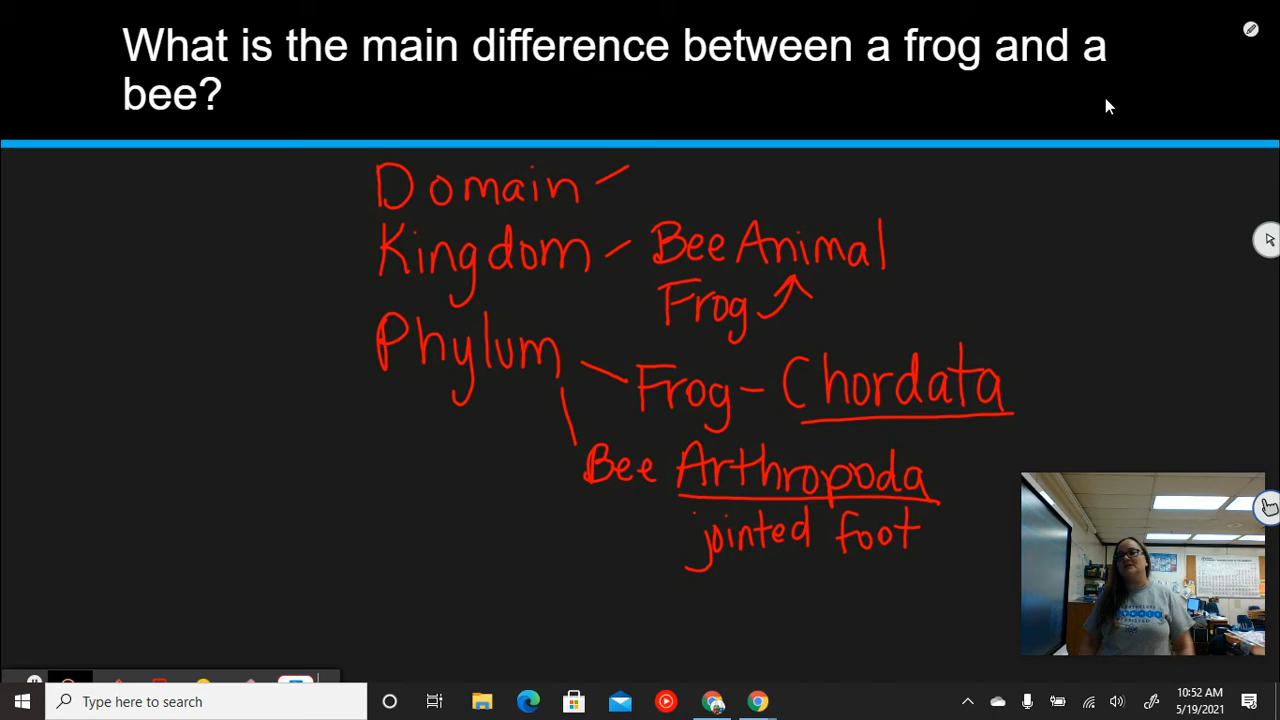 What is the main difference between a frog and a
bee?
Domain
Kingdom - Bee Animal
Frog
Phylum
Frog - Chordata
Bee Arthropoda
jointed foot
Type here to search
10:52 AM
5/19/2021